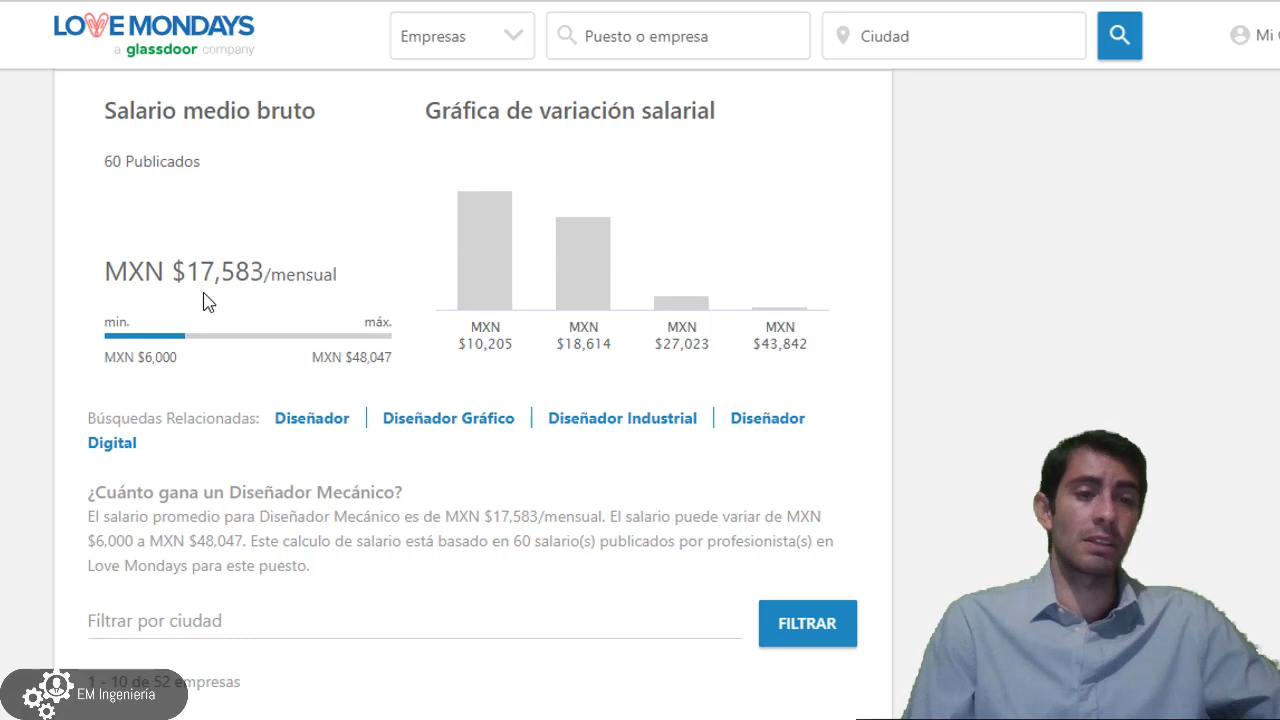 LOVE MONDAYS
a glassdoor company
Empresas
Puesto o empresa
Ciudad
Mi
Salario medio bruto
Gráfica de variación salarial
60 Publicados
MXN $17,583/mensual
min.
máx.
MXN $6,000
MXN $48,047
MXN
$10,205
MXN
$18,614
MXN
$27,023
MXN
$43,842
Búsquedas Relacionadas: Diseñador | Diseñador Gráfico | Diseñador Industrial | Diseñador
Digital
¿Cuánto gana un Diseñador Mecánico?
El salario promedio para Diseñador Mecánico es de MXN $17,583/mensual. El salario puede variar de MXN
$6,000 a MXN $48,047. Este calculo de salario está basado en 60 salario(s) publicados por profesionista(s) en
Love Mondays para este puesto.
Filtrar por ciudad
FILTRAR
1 - 10 de 52 empresas
EM Ingeniería